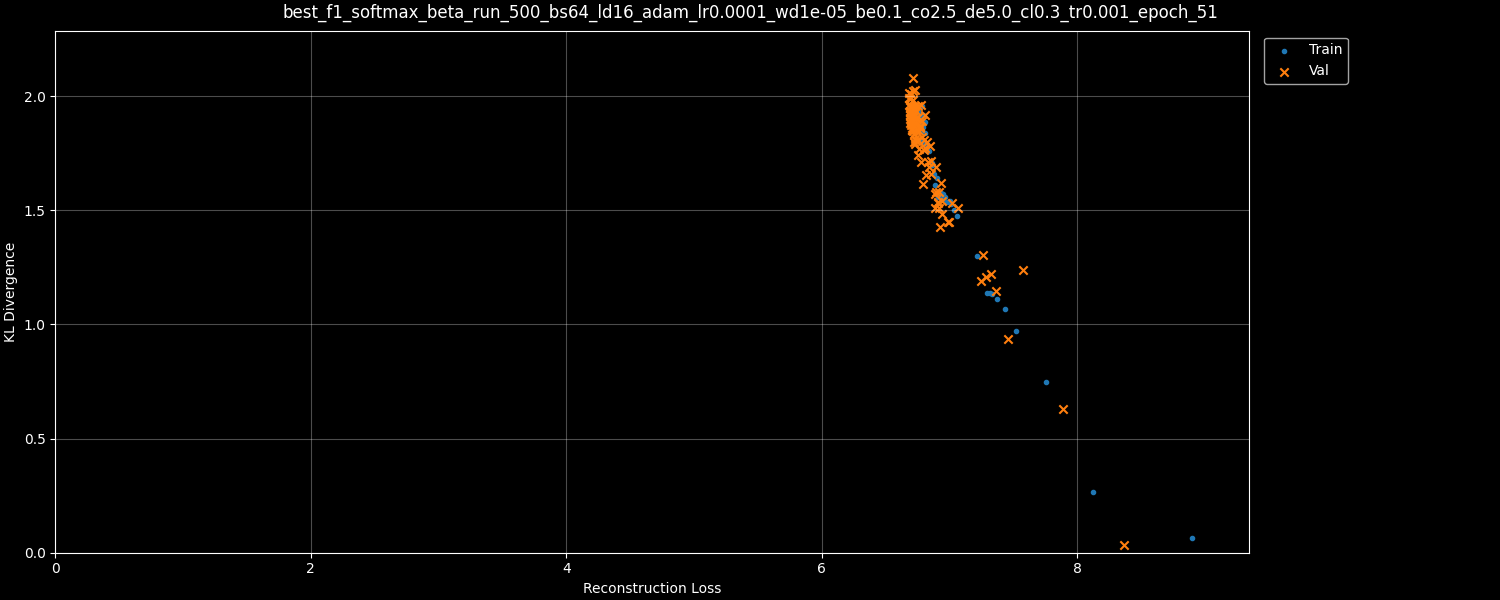 best_f1_softmax_beta_run_500_bs64_ld16_adam_lr0.0001_wd1e-05_be0.1_co2.5_de5.0_cl0.3_tr0.001_epoch_51
Train
Val
2.0
1.5
1.0
0.5
0.0
KL Divergence
0
2
4
6
8
Reconstruction Loss